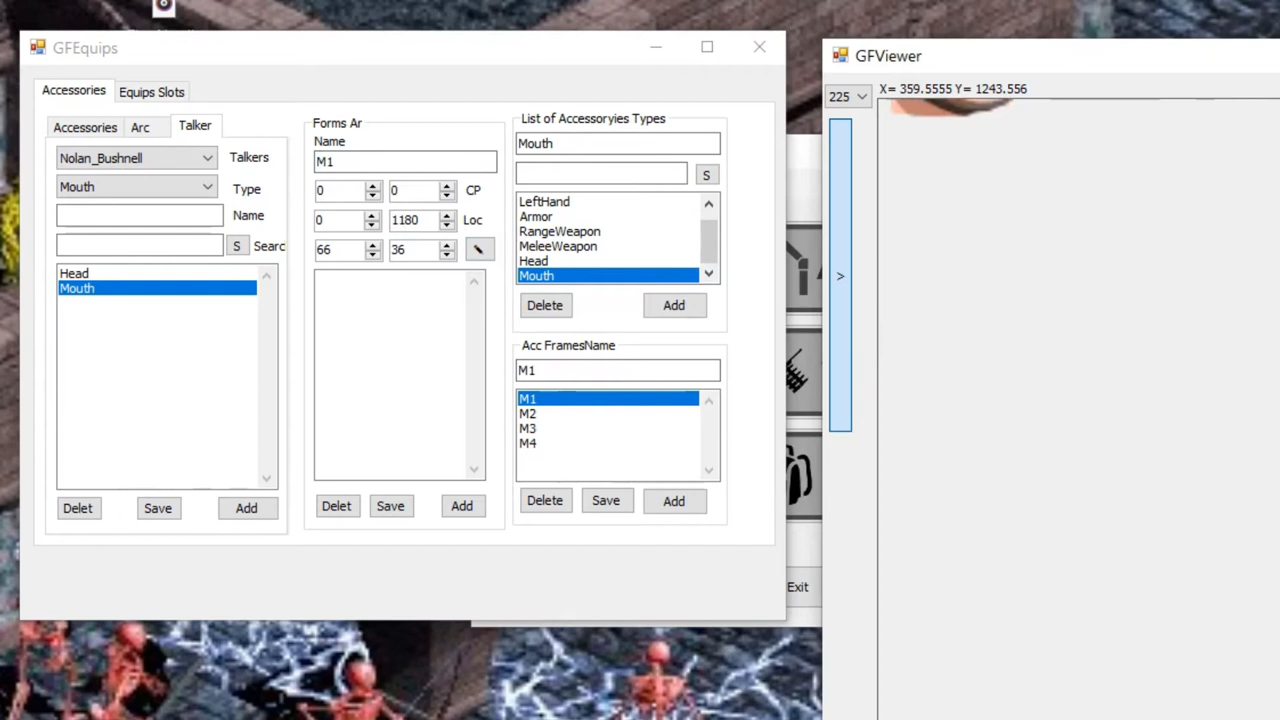 GFEquips
Accessories Equips Slots
Accessories Arc Talker
Nolan_Bushnell Talkers
Mouth Type
Name
S Searc
Head
Mouth
Delet Save Add
Forms Ar
Name
M1
0 0 CP
0 1180 Loc
66 36
Delet Save Add
List of Accessoryies Types
Mouth
S
LeftHand
Armor
RangeWeapon
MeleeWeapon
Head
Mouth
Delete Add
Acc FramesName
M1
M1
M2
M3
M4
Delete Save Add
Exit
GFViewer
225 X= 359.5555 Y= 1243.556
>